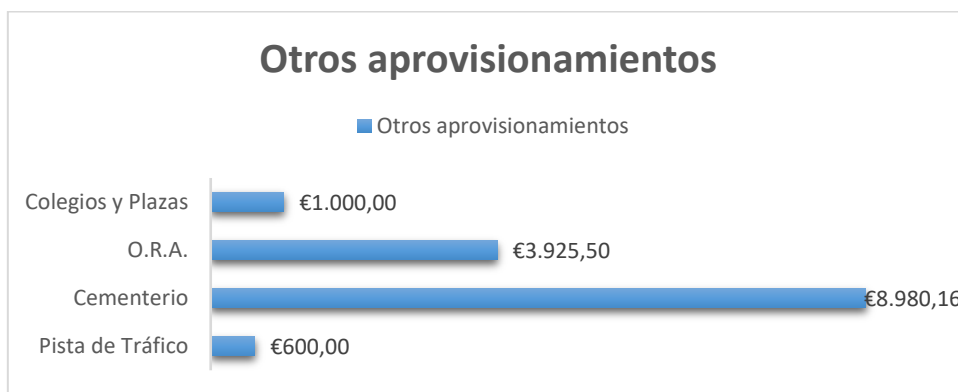 Otros aprovisionamientos
Otros aprovisionamientos
Colegios y Plazas €1.000,00
O.R.A. €3.925,50
Cementerio €8.980,16
Pista de Tráfico €600,00